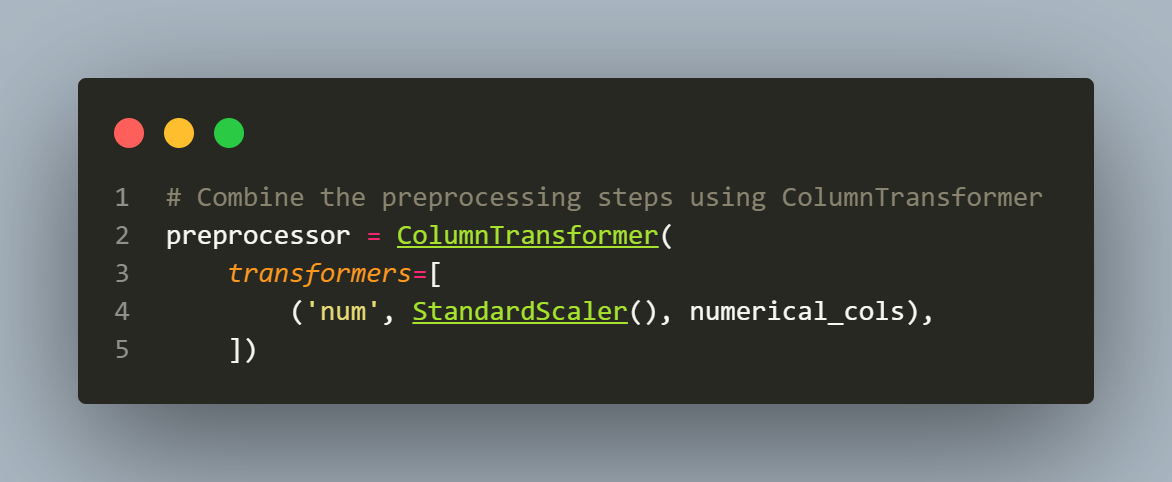 1 # Combine the preprocessing steps using ColumnTransformer
2 preprocessor = ColumnTransformer(
3     transformers=[
4         ('num', StandardScaler(), numerical_cols),
5     ])